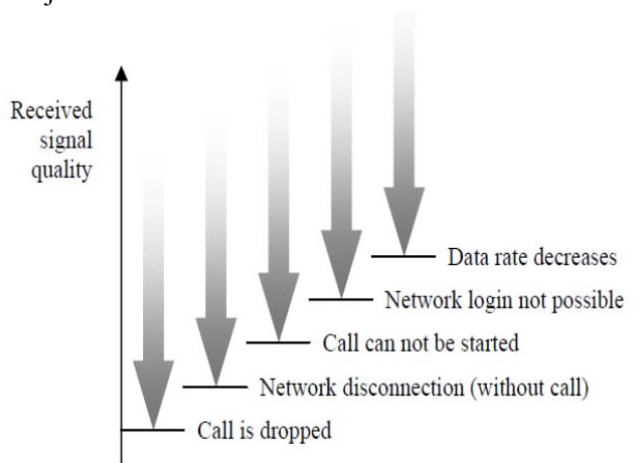 Received
signal
quality
Data rate decreases
Network login not possible
Call can not be started
Network disconnection (without call)
Call is dropped